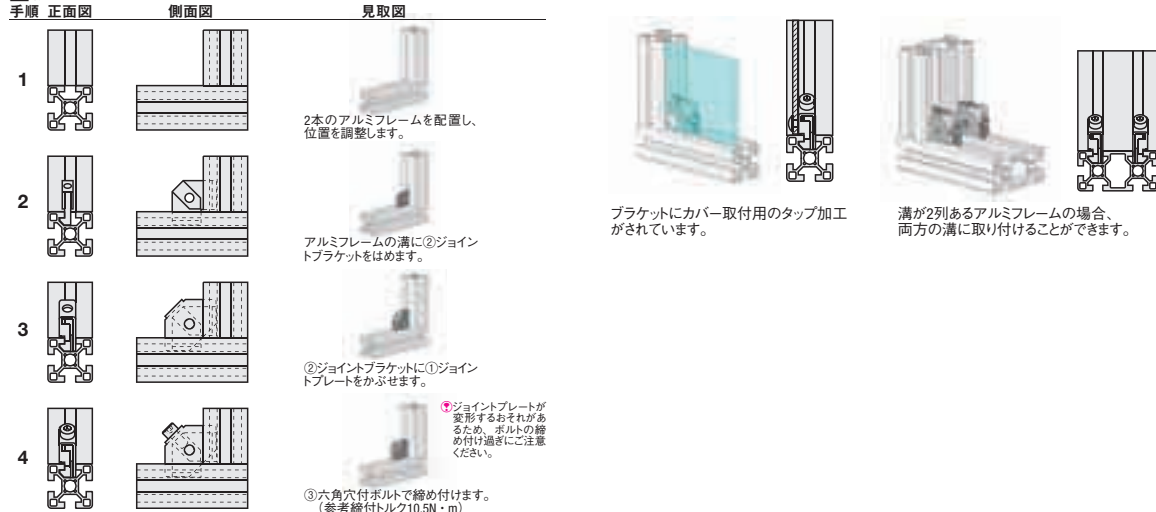 手順 正面図 側面図 見取図
1
2本のアルミフレームを配置し、
位置を調整します。
2
アルミフレームの溝に②ジョイン
トブラケットをはめます。
3
②ジョイントブラケットに①ジョイン
トプレートをかぶせます。
4
ジョイントプレートが
変形するおそれがあ
るため、ボルトの締
め付け過ぎにご注意
ください。
③六角穴付ボルトで締め付けます。
（参考締付トルク10.5N・m）
ブラケットにカバー取付用のタップ加工
がされています。
溝が2列あるアルミフレームの場合、
両方の溝に取り付けることができます。